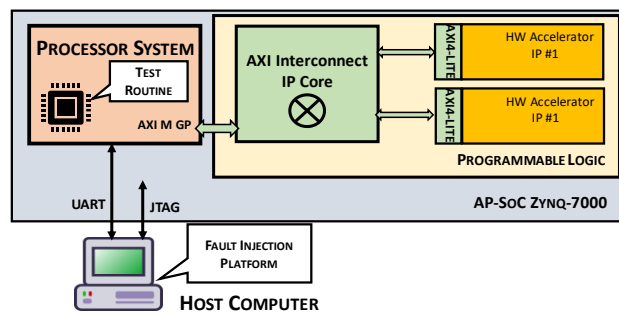 PROCESSOR SYSTEM
TEST
ROUTINE
AXI M GP
AXI Interconnect
IP Core
AXI4-LITE
HW Accelerator
IP #1
AXI4-LITE
HW Accelerator
IP #1
PROGRAMMABLE LOGIC
AP-SOC ZYNQ-7000
UART
JTAG
FAULT INJECTION
PLATFORM
HOST COMPUTER